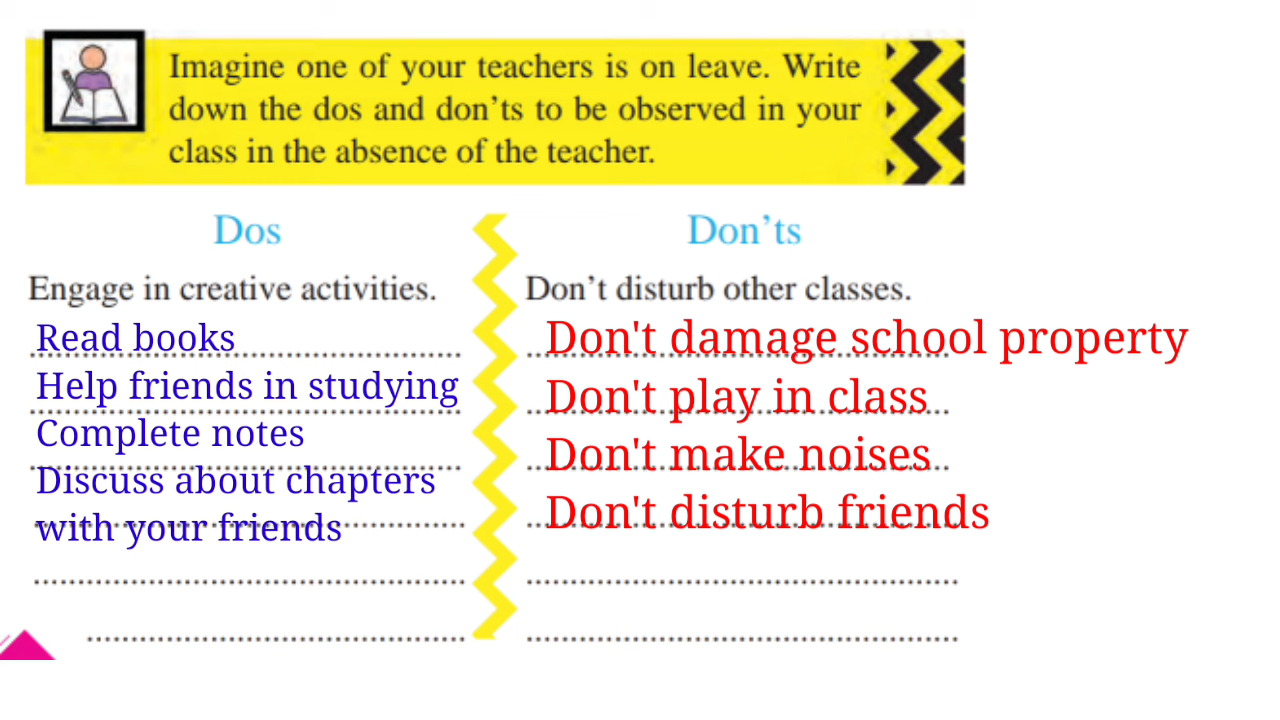 Imagine one of your teachers is on leave. Write
down the dos and don’ts to be observed in your
class in the absence of the teacher.
Dos
Engage in creative activities.
Read books
Help friends in studying
Complete notes
Discuss about chapters
with your friends
Don’ts
Don’t disturb other classes.
Don't damage school property
Don't play in class
Don't make noises
Don't disturb friends